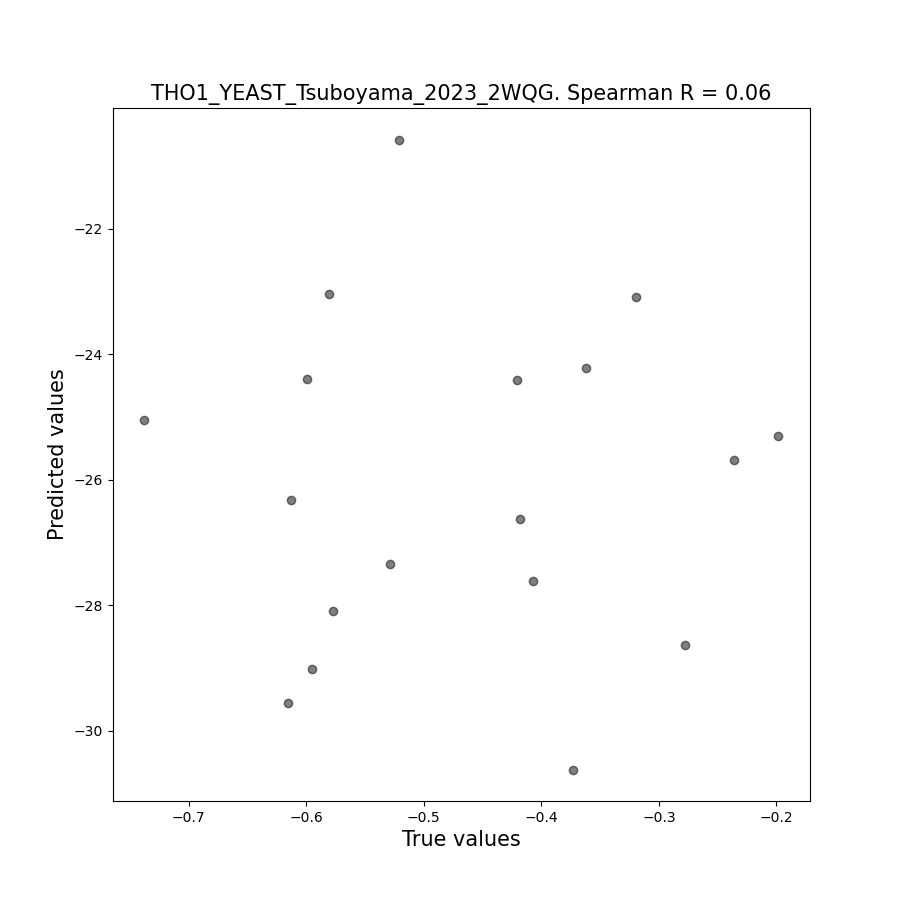 THO1_YEAST_Tsuboyama_2023_2WQG. Spearman R = 0.06
−22
−24
−26
−28
−30
Predicted values
−0.7 −0.6 −0.5 −0.4 −0.3 −0.2
True values